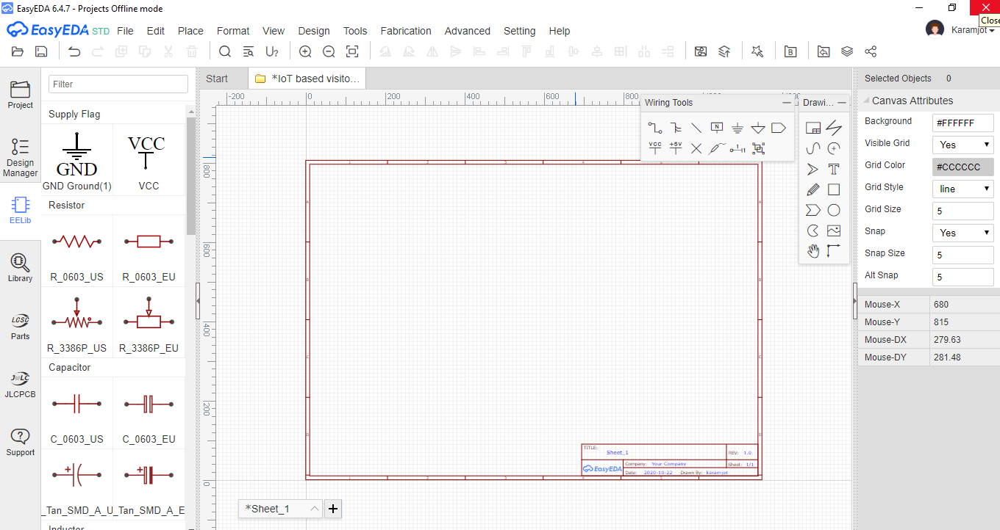 EasyEDA 6.4.7 - Projects Offline mode
Close
EasyEDA STD File Edit Place Format View Design Tools Fabrication Advanced Setting Help
Karamjot
U?
B
Project
Design
Manager
EELib
Library
LCSC
Parts
J@LC
JLCPCB
Support
Filter
Supply Flag
GND
VCC
GND Ground(1) VCC
Resistor
R_0603_US R_0603_EU
R_3386P_US R_3386P_EU
Capacitor
C_0603_US C_0603_EU
_Tan_SMD_A_U _Tan_SMD_A_E
Inductor
Start *IoT based visito...
-200 0 200 400 600 800
800
600
400
200
0
Wiring Tools
N
VCC +5V
Drawi...
T
TITLE:
Sheet_1
REV: 1.0
EasyEDA
Company: Your Company
Sheet: 1/1
Date: 2020-10-22 Drawn By: karamjot
*Sheet_1 +
Selected Objects 0
Canvas Attributes
Background #FFFFFF
Visible Grid Yes
Grid Color #CCCCCC
Grid Style line
Grid Size 5
Snap Yes
Snap Size 5
Alt Snap 5
Mouse-X 680
Mouse-Y 815
Mouse-DX 279.63
Mouse-DY 281.48